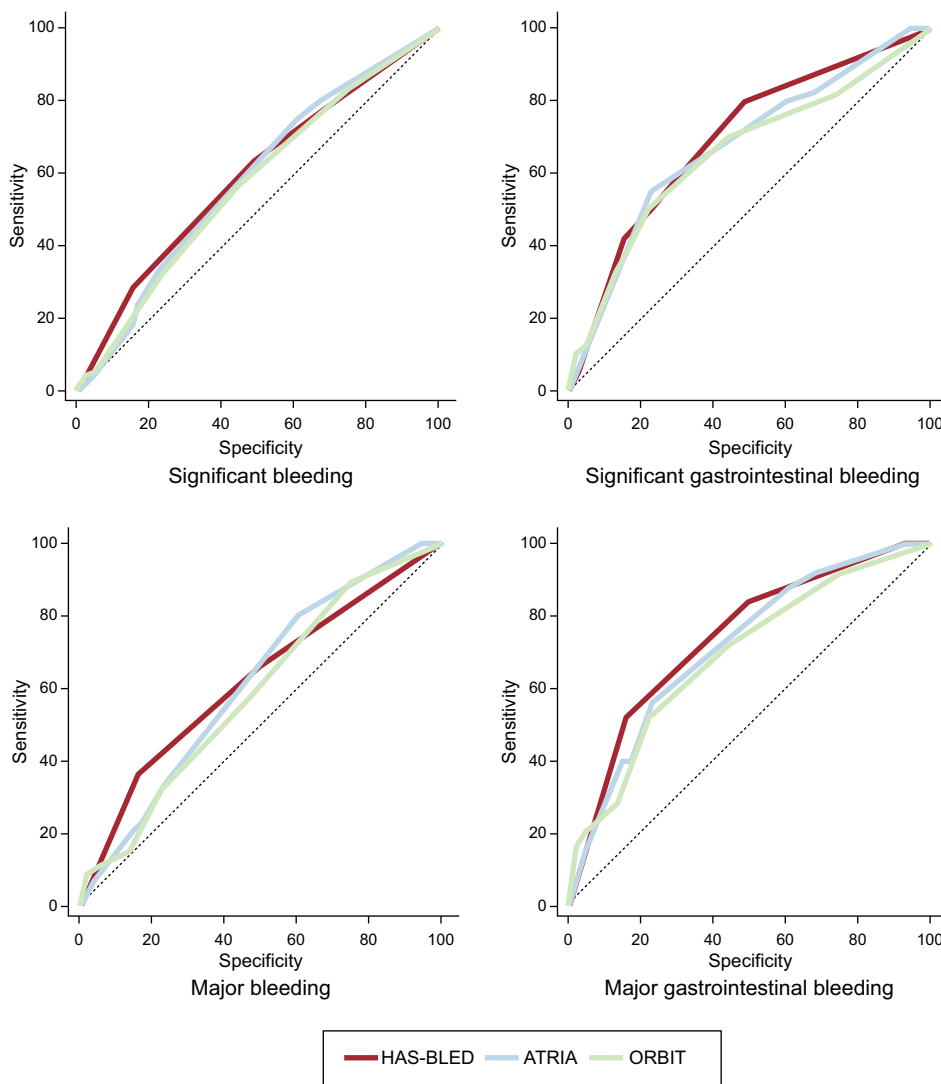 100
80
60
40
20
0
Sensitivity
0 20 40 60 80 100
Specificity
Significant bleeding
100
80
60
40
20
0
Sensitivity
0 20 40 60 80 100
Specificity
Significant gastrointestinal bleeding
100
80
60
40
20
0
Sensitivity
0 20 40 60 80 100
Specificity
Major bleeding
100
80
60
40
20
0
Sensitivity
0 20 40 60 80 100
Specificity
Major gastrointestinal bleeding
HAS-BLED ATRIA ORBIT